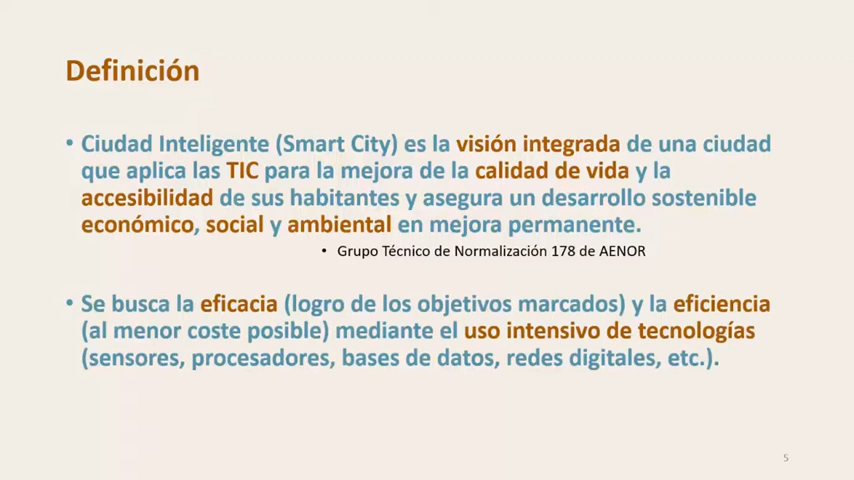 Definición
• Ciudad Inteligente (Smart City) es la visión integrada de una ciudad
que aplica las TIC para la mejora de la calidad de vida y la
accesibilidad de sus habitantes y asegura un desarrollo sostenible
económico, social y ambiental en mejora permanente.
• Grupo Técnico de Normalización 178 de AENOR
• Se busca la eficacia (logro de los objetivos marcados) y la eficiencia
(al menor coste posible) mediante el uso intensivo de tecnologías
(sensores, procesadores, bases de datos, redes digitales, etc.).
5